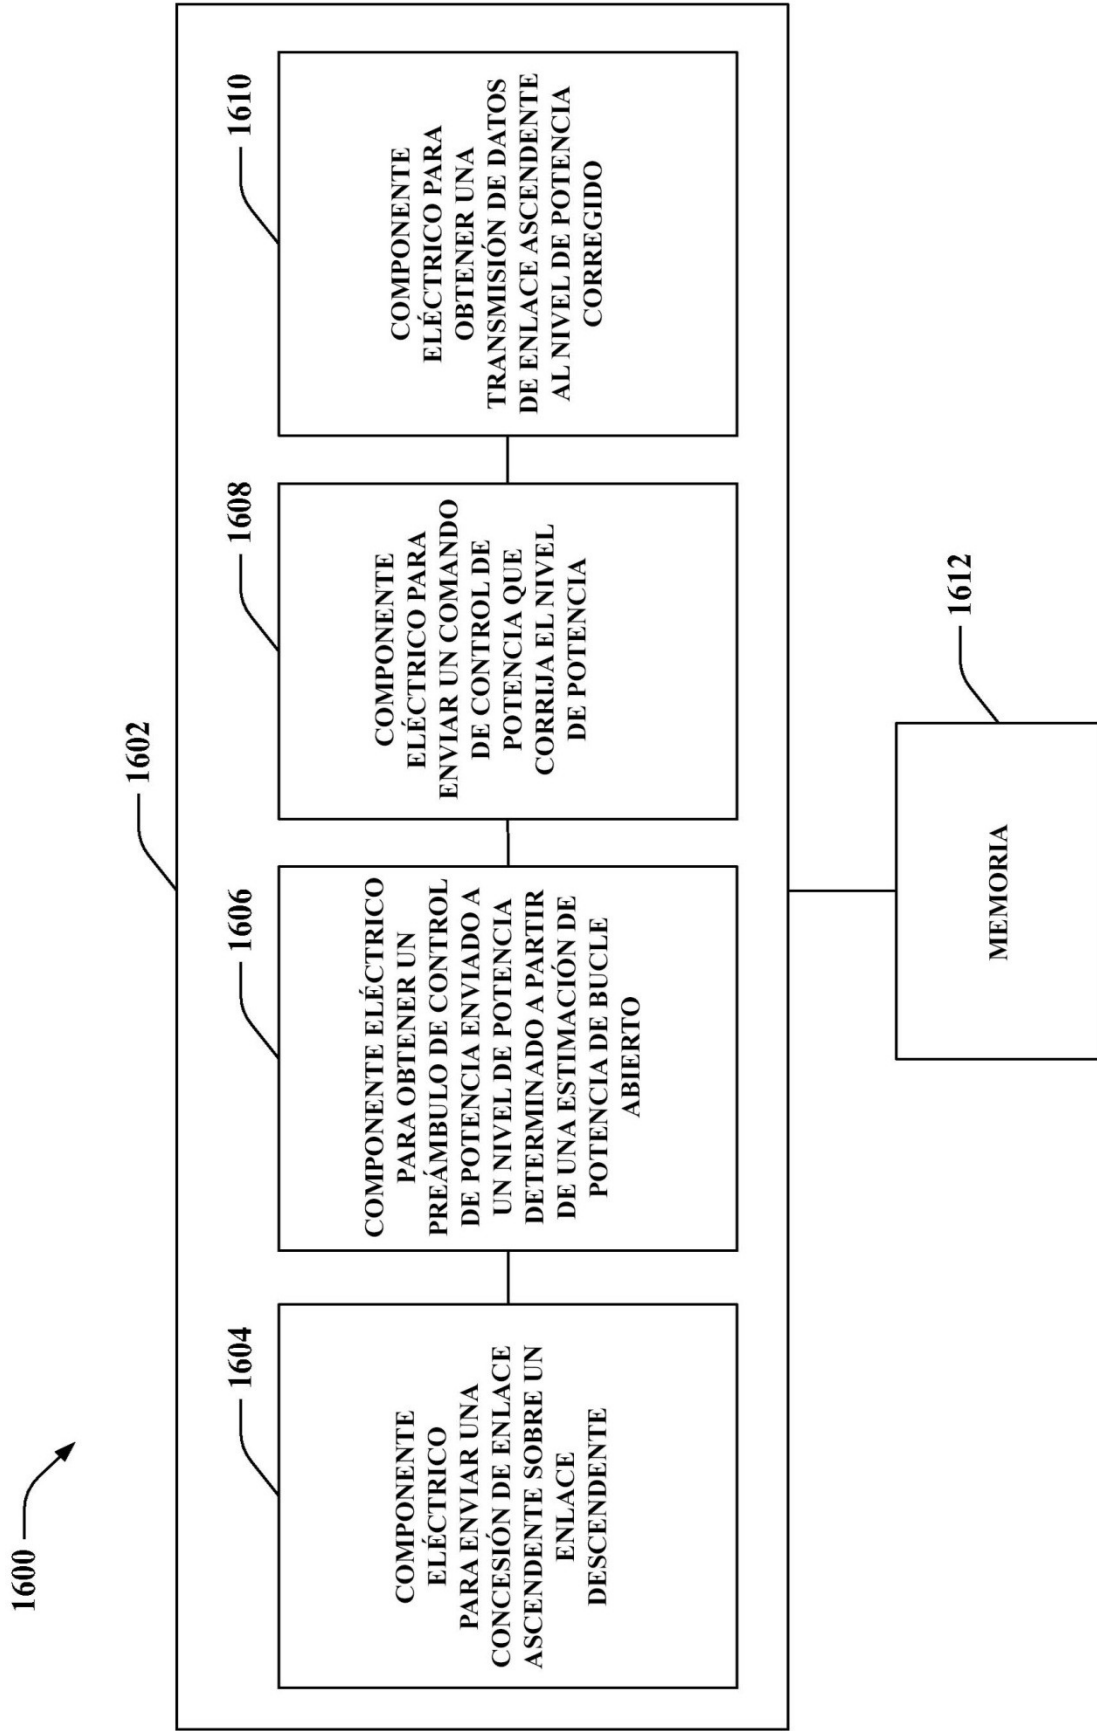 1600
1602
1604
COMPONENTE
ELÉCTRICO
PARA ENVIAR UNA
CONCESIÓN DE ENLACE
ASCENDENTE SOBRE UN
ENLACE
DESCENDENTE
1606
COMPONENTE ELÉCTRICO
PARA OBTENER UN
PREÁMBULO DE CONTROL
DE POTENCIA ENVIADO A
UN NIVEL DE POTENCIA
DETERMINADO A PARTIR
DE UNA ESTIMACIÓN DE
POTENCIA DE BUCLE
ABIERTO
1608
COMPONENTE
ELÉCTRICO PARA
ENVIAR UN COMANDO
DE CONTROL DE
POTENCIA QUE
CORRIJA EL NIVEL
DE POTENCIA
1610
COMPONENTE
ELÉCTRICO PARA
OBTENER UNA
TRANSMISIÓN DE DATOS
DE ENLACE ASCENDENTE
AL NIVEL DE POTENCIA
CORREGIDO
1612
MEMORIA